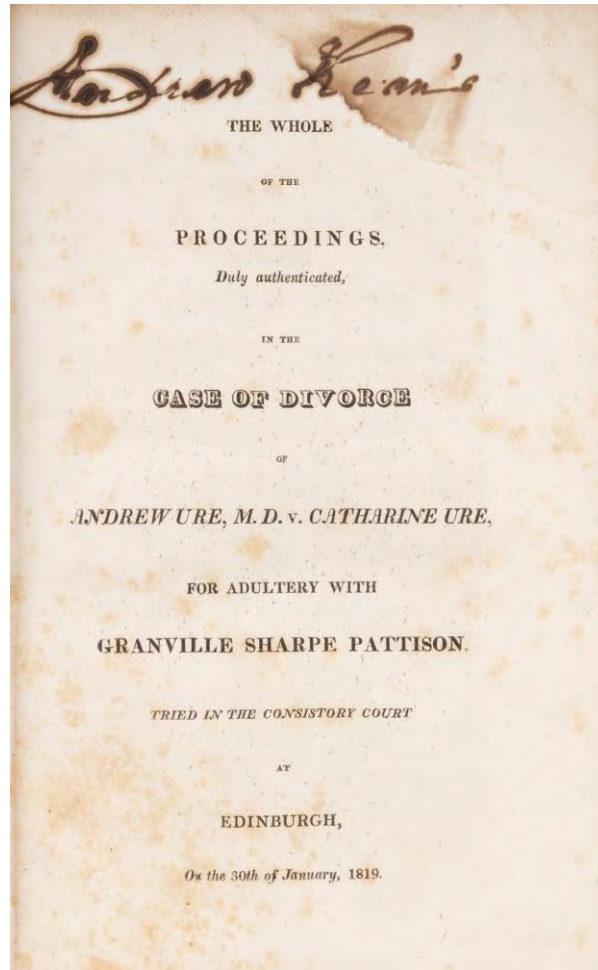 Andrew Kean's
THE WHOLE
OF THE
PROCEEDINGS,
Duly authenticated,
IN THE
CASE OF DIVORCE
OF
ANDREW URE, M. D. v. CATHARINE URE,
FOR ADULTERY WITH
GRANVILLE SHARPE PATTISON.
TRIED IN THE CONSISTORY COURT
AT
EDINBURGH,
On the 30th of January, 1819.